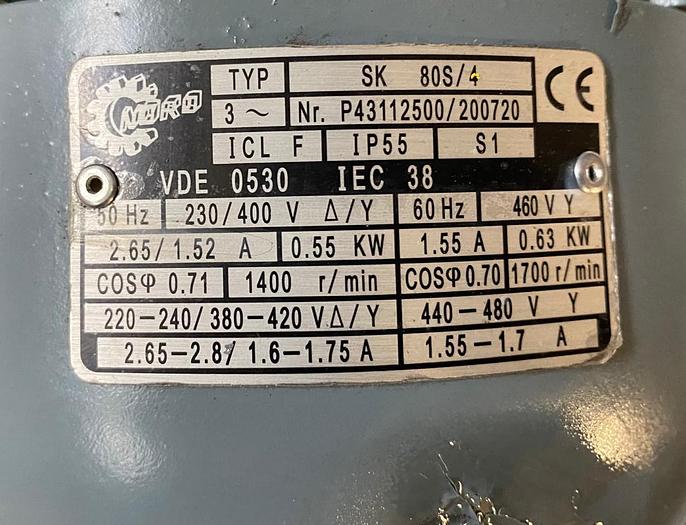 NORD
TYP SK 80S/4 CE
3 ~ Nr. P43112500/200720
ICL F IP55 S1
VDE 0530 IEC 38
50 Hz 230/400 V Δ/Y 60 Hz 460 V Y
2.65/1.52 A 0.55 KW 1.55 A 0.63 KW
COSφ 0.71 1400 r/min COSφ 0.70 1700 r/min
220-240/380-420 V.Δ/Y 440-480 V Y
2.65-2.8/1.6-1.75 A 1.55-1.7 A